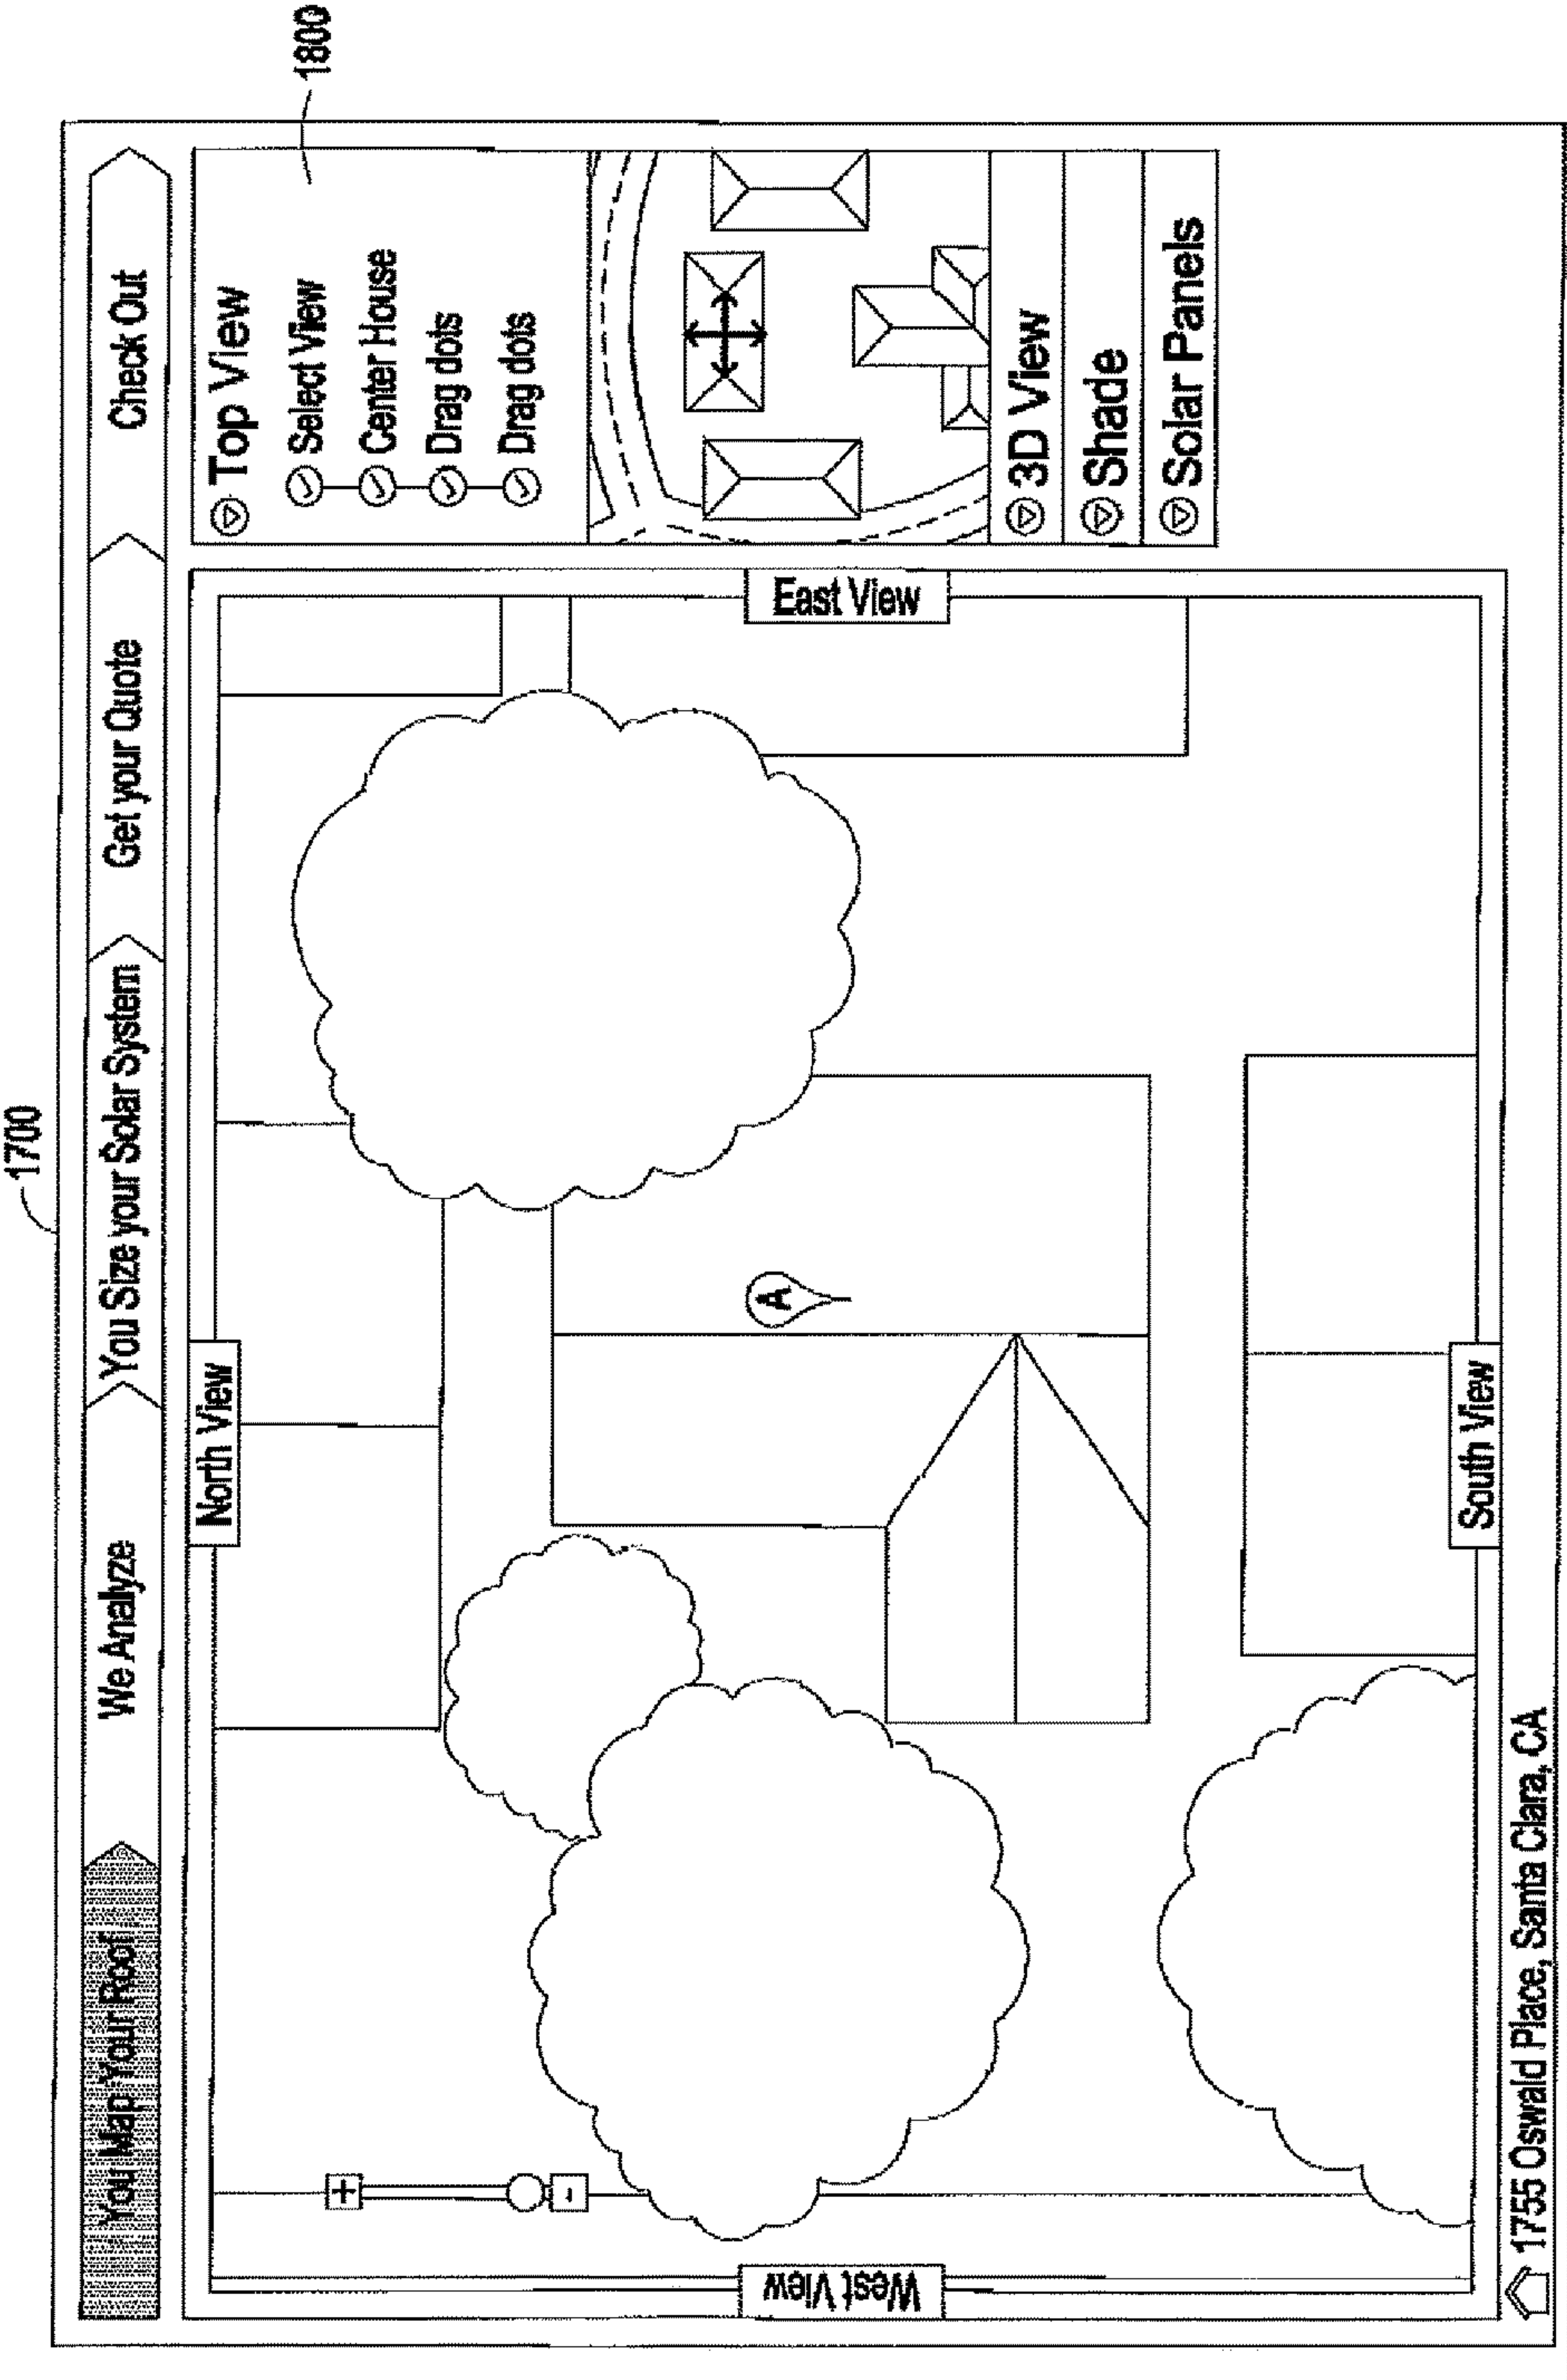 1700
You Map Your Roof
We Analyze
You Size your Solar System
Get your Quote
Check Out
North View
West View
East View
South View
+
-
A
Top View
Select View
Center House
Drag dots
Drag dots
1800
3D View
Shade
Solar Panels
1755 Oswald Place, Santa Clara, CA